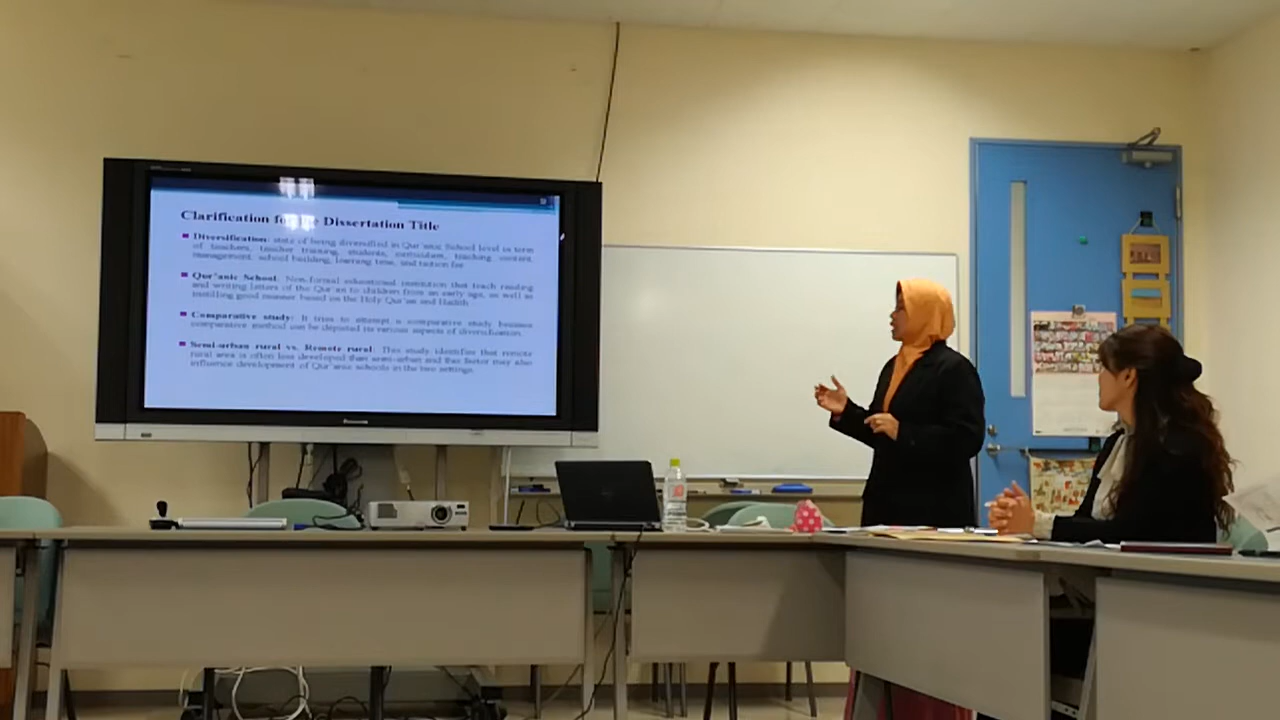 Clarification for the Dissertation Title
Diversification: state of being diversified in Qur'anic School level in term
of teachers, teacher training, students, curriculum, teaching content
management, school building, learning time, and tuition fee
Qur'anic School: Non-formal educational institution that teach reading
and writing letters of the Qur'an to children from an early age, as well as
instilling good manner based on the Holy Qur'an and Hadith
Comparative study: It tries to attempt a comparative study because
comparative method can be depicted its various aspects of diversification.
Semi-urban rural vs. Remote rural: This study identifies that remote
rural area is often less developed than semi-urban and this factor may also
influence development of Qur'anic schools in the two settings.
Panasonic